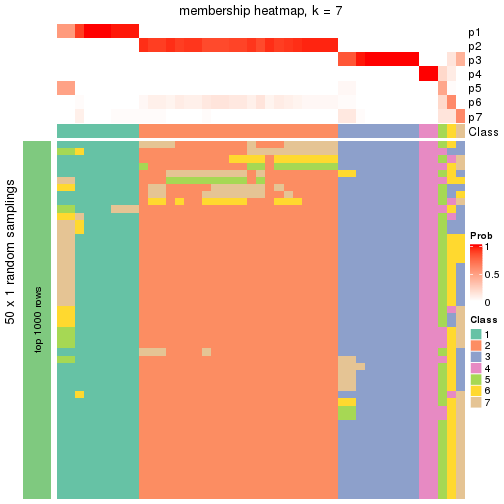 membership heatmap, k = 7
p1
p2
p3
p4
p5
p6
p7
Class
50 x 1 random samplings
top 1000 rows
Prob
1
0.5
0
Class
1
2
3
4
5
6
7